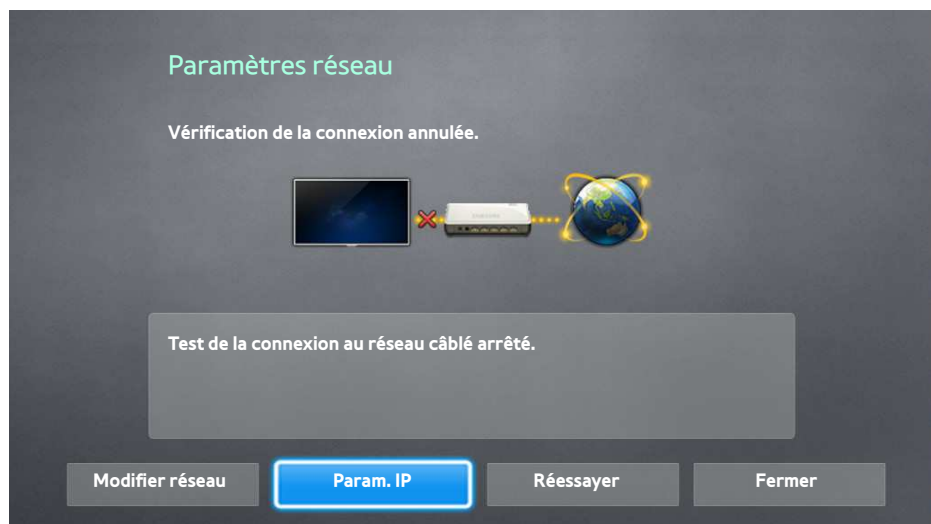 Paramètres réseau
Vérification de la connexion annulée.
SAMSUNG
Test de la connexion au réseau câblé arrêté.
Modifier réseau
Param. IP
Réessayer
Fermer